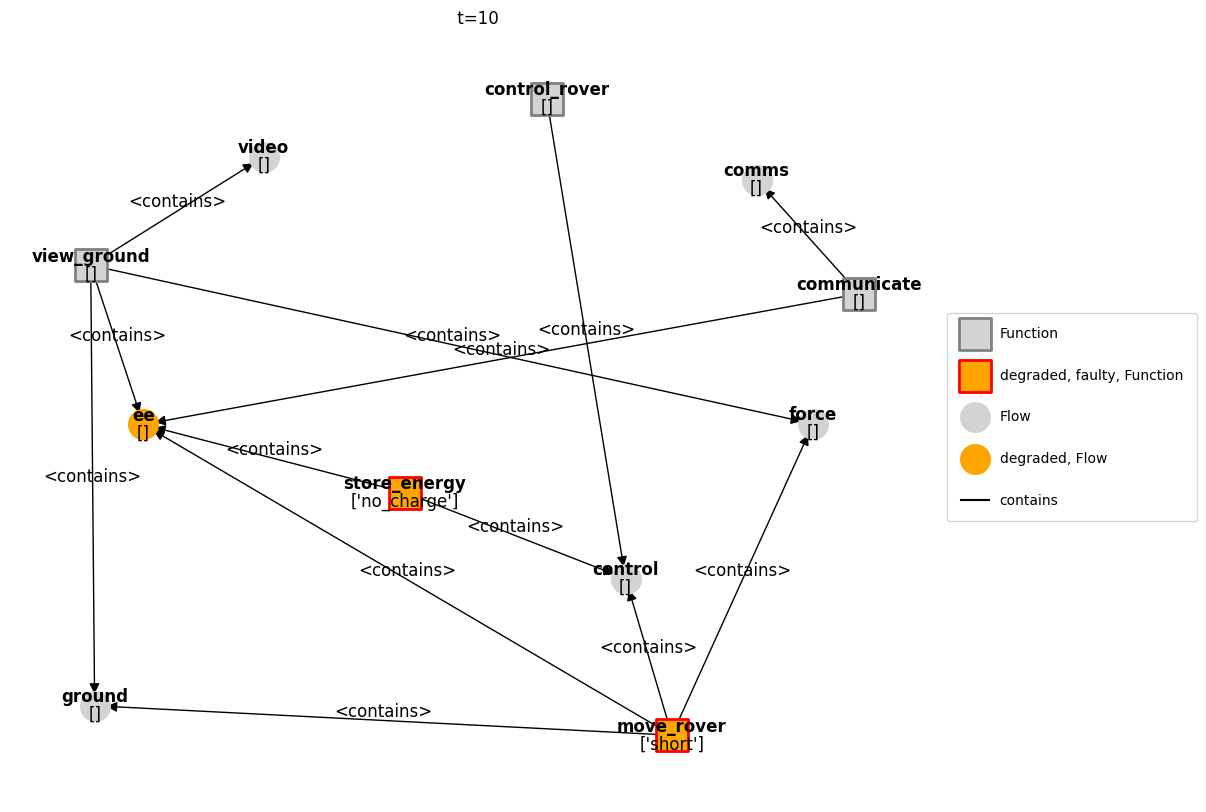 t=10
control_rover
[]
video
[]
comms
[]
<contains>
<contains>
view_ground
[]
communicate
[]
<contains>
<contains>
<contains>
<contains>
ee
[]
force
[]
<contains>
<contains>
store_energy
['no_charge']
<contains>
<contains>
<contains>
control
[]
<contains>
ground
[]
<contains>
move_rover
['short']
Function
degraded, faulty, Function
Flow
degraded, Flow
contains